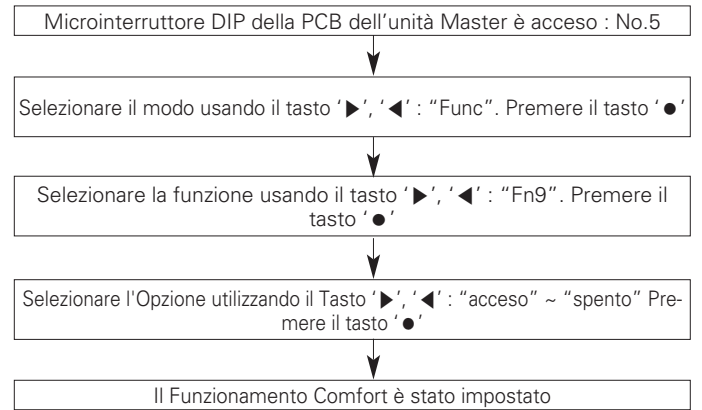 Microinterruttore DIP della PCB dell’unità Master è acceso : No.5
Selezionare il modo usando il tasto ‘▶’, ‘◀’ : “Func”. Premere il tasto ‘●’
Selezionare la funzione usando il tasto ‘▶’, ‘◀’ : “Fn9”. Premere il
tasto ‘●’
Selezionare l'Opzione utilizzando il Tasto ‘▶’, ‘◀’ : “acceso” ~ “spento” Pre-
mere il tasto ‘●’
Il Funzionamento Comfort è stato impostato